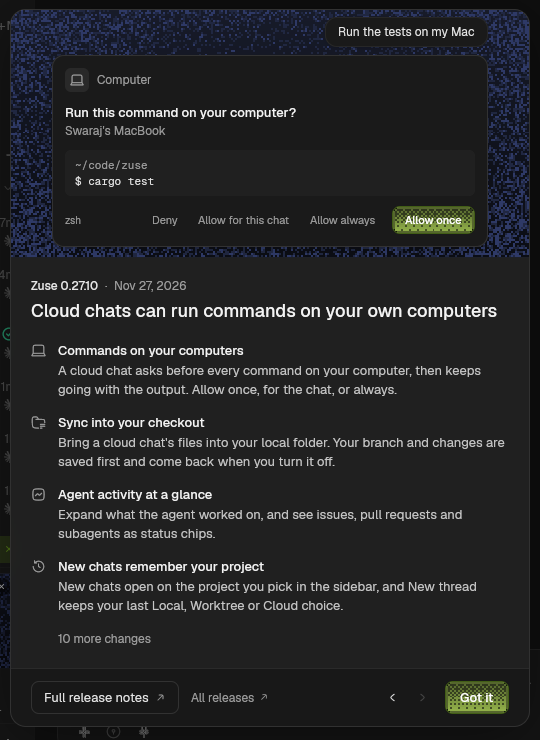 Run the tests on my Mac
Computer
Run this command on your computer?
Swaraj's MacBook
~/code/zuse
$ cargo test
zsh
Deny
Allow for this chat
Allow always
Allow once
Zuse 0.27.10 · Nov 27, 2026
Cloud chats can run commands on your own computers
Commands on your computers
A cloud chat asks before every command on your computer, then keeps
going with the output. Allow once, for the chat, or always.
Sync into your checkout
Bring a cloud chat's files into your local folder. Your branch and changes are
saved first and come back when you turn it off.
Agent activity at a glance
Expand what the agent worked on, and see issues, pull requests and
subagents as status chips.
New chats remember your project
New chats open on the project you pick in the sidebar, and New thread
keeps your last Local, Worktree or Cloud choice.
10 more changes
Full release notes ↗
All releases ↗
Got it